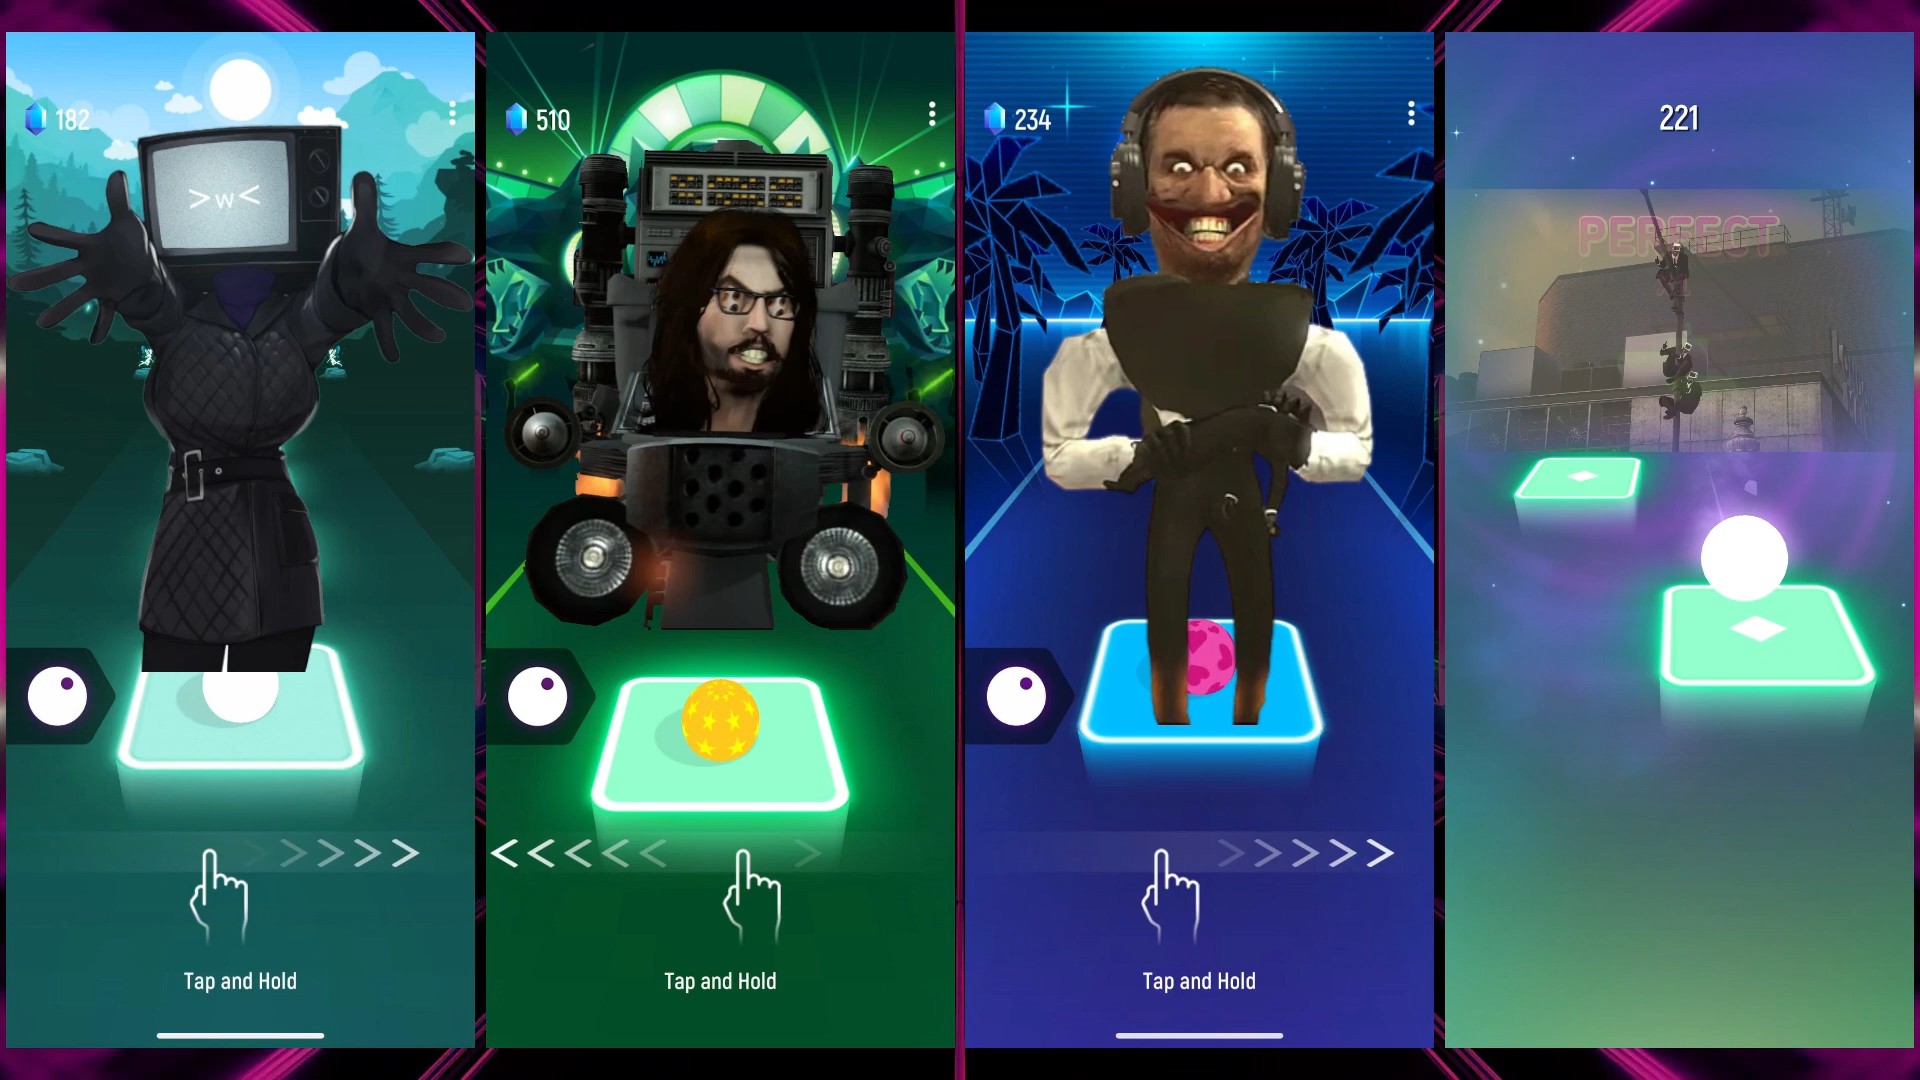 182
>w<
Tap and Hold
510
Tap and Hold
234
Tap and Hold
221
PERFECT